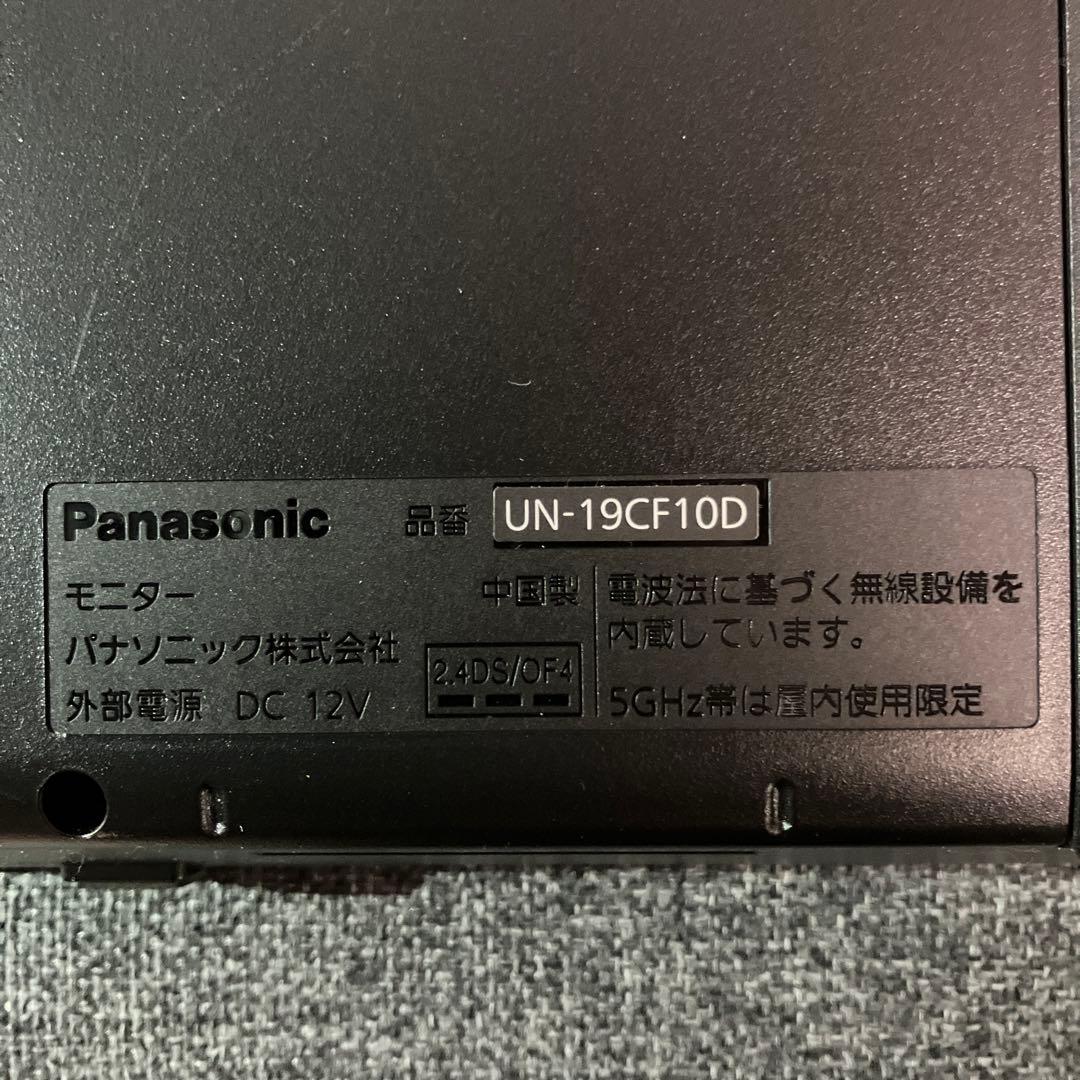 Panasonic 品番 UN-19CF10D
モニター 中国製
パナソニック株式会社
外部電源 DC 12V
2.4DS/OF4
電波法に基づく無線設備を
内蔵しています。
5GHz帯は屋内使用限定